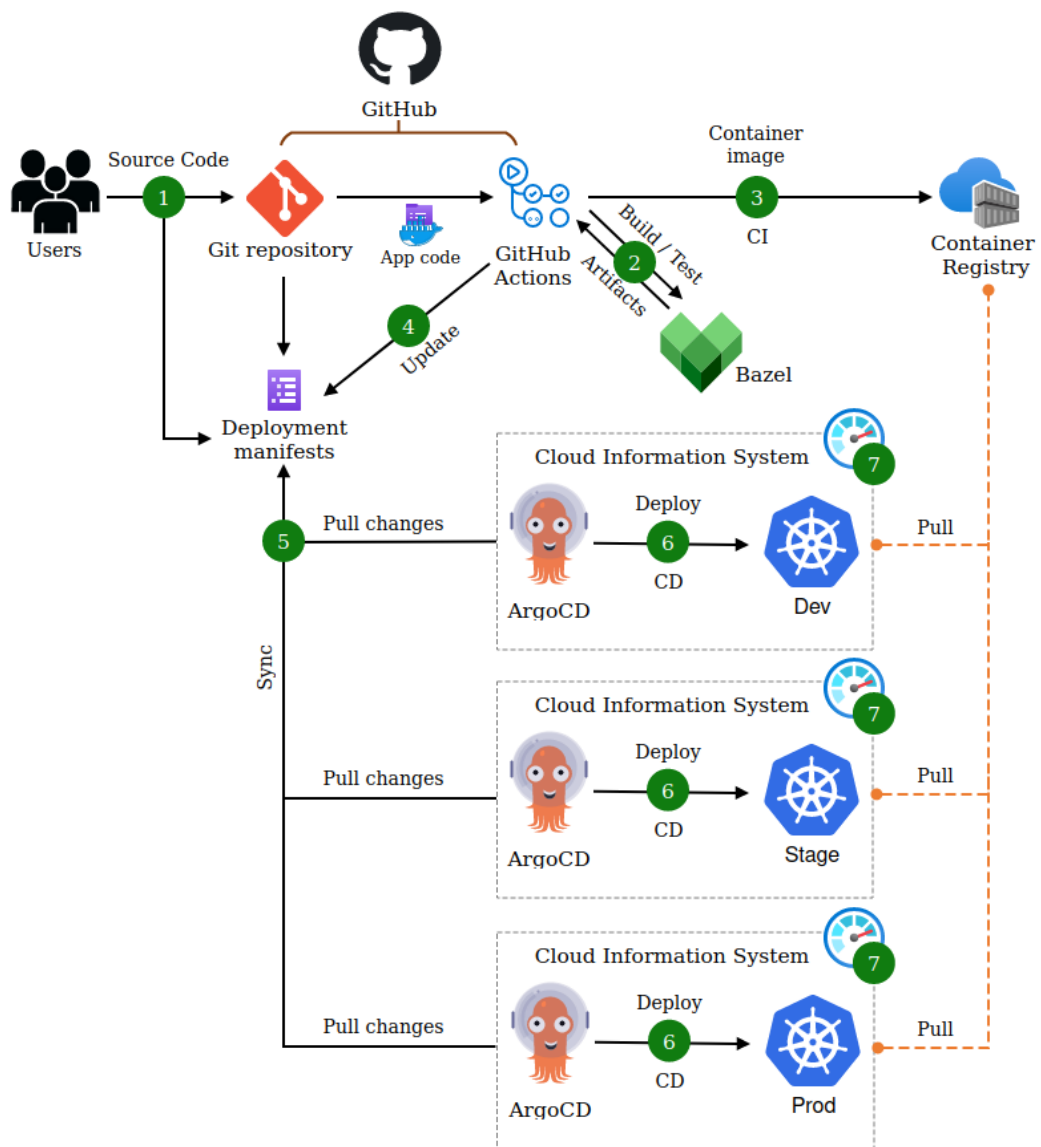 GitHub
Source Code
1
Users
Git repository
App code
GitHub
Actions
Container
image
3
CI
Container
Registry
Build / Test
2
Artifacts
Bazel
4
Update
Deployment
manifests
Cloud Information System
7
5
Pull changes
Deploy
6
CD
ArgoCD
Dev
Pull
Sync
Cloud Information System
7
Pull changes
Deploy
6
CD
ArgoCD
Stage
Pull
Cloud Information System
7
Pull changes
Deploy
6
CD
ArgoCD
Prod
Pull